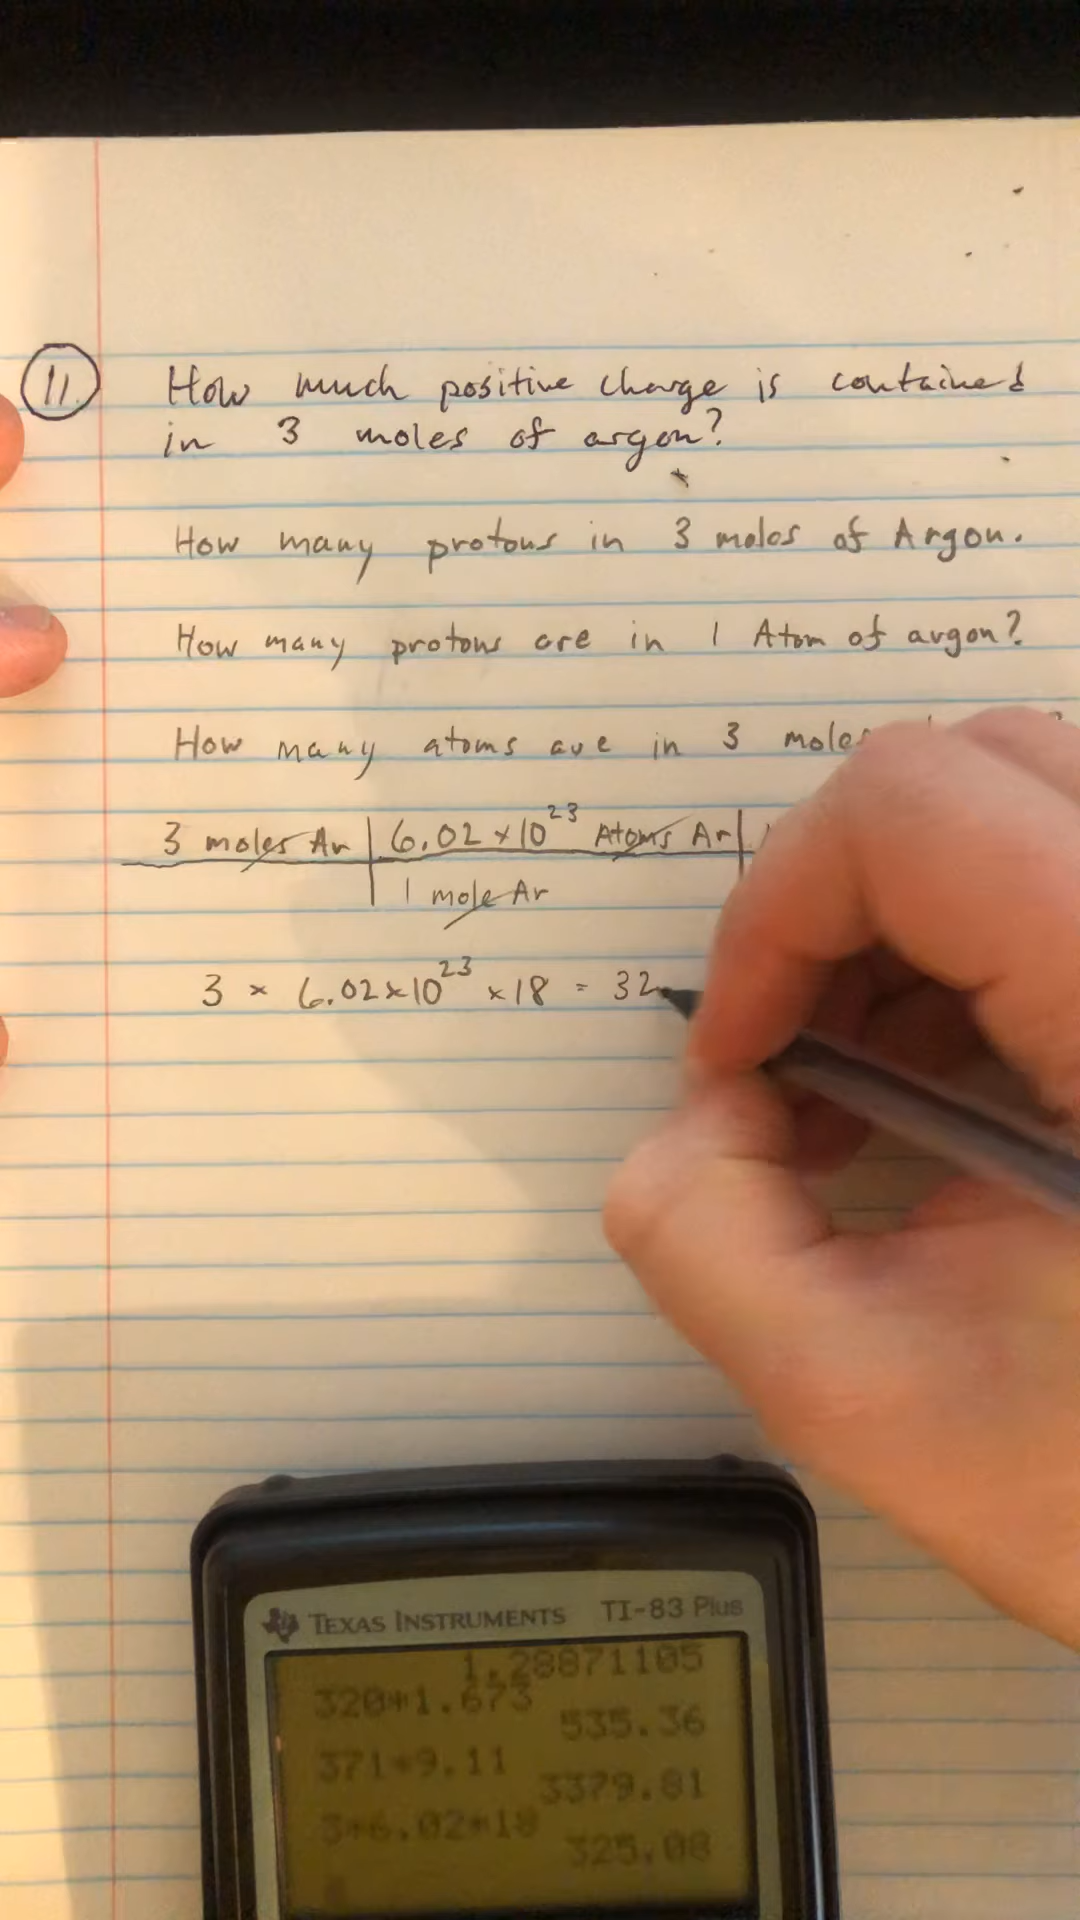 11. How much positive charge is contained
in 3 moles of argon?
How many protons in 3 moles of Argon.
How many protons are in 1 Atom of argon?
How many atoms are in 3 moles
3 moles Ar | 6.02 x 10^23 Atoms Ar |
1 mole Ar
3 x 6.02 x 10^23 x 18 = 32
TEXAS INSTRUMENTS TI-83 Plus
1.28871105
320*1.673
535.36
371*9.11
3379.81
3*6.02*18
325.08